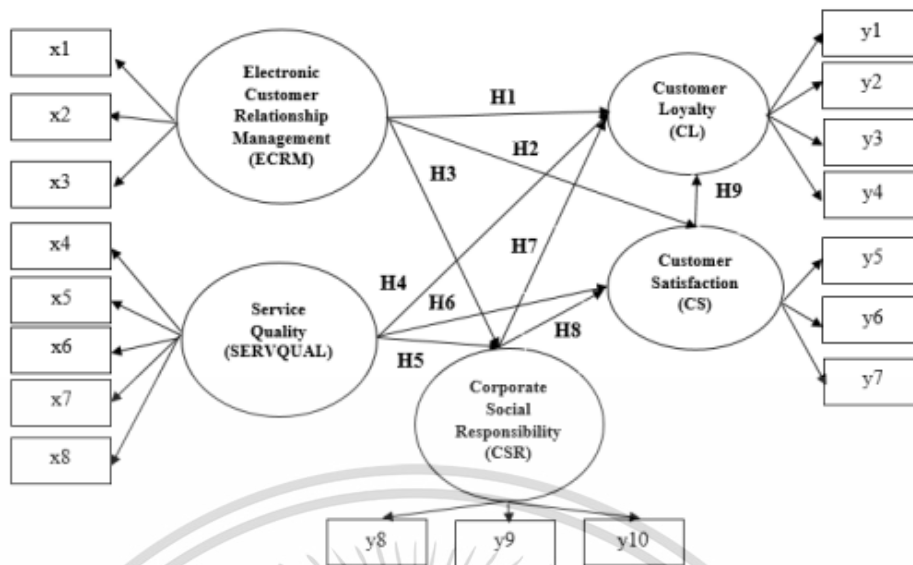 x1
x2
x3
x4
x5
x6
x7
x8
Electronic
Customer
Relationship
Management
(ECRM)
Service
Quality
(SERVQUAL)
H1
H2
H3
H4
H6
H5
H7
H8
H9
Customer
Loyalty
(CL)
Customer
Satisfaction
(CS)
Corporate
Social
Responsibility
(CSR)
y1
y2
y3
y4
y5
y6
y7
y8
y9
y10